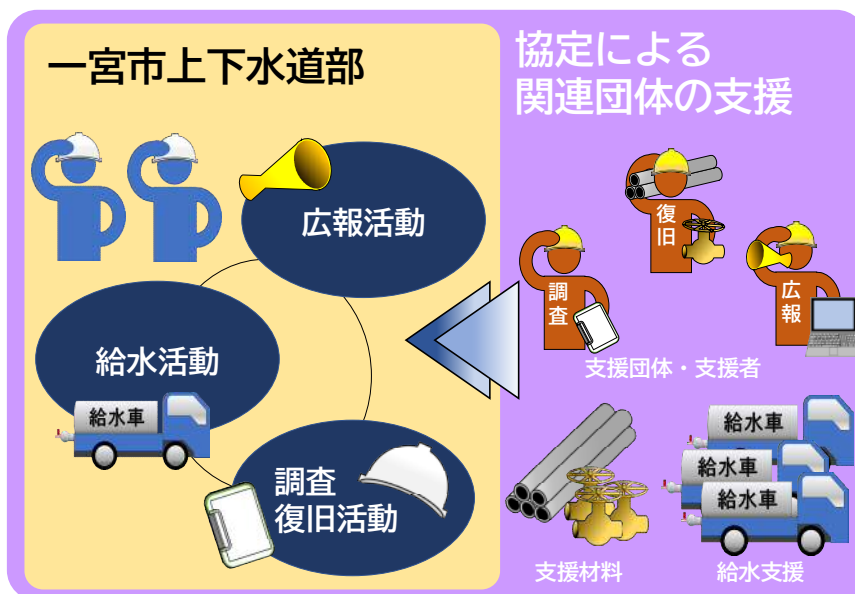 一宮市上下水道部
広報活動
給水活動
給水車
調査
復旧活動
協定による
関連団体の支援
復旧
調査
広報
支援団体・支援者
支援材料
給水車
給水車
給水車
給水支援